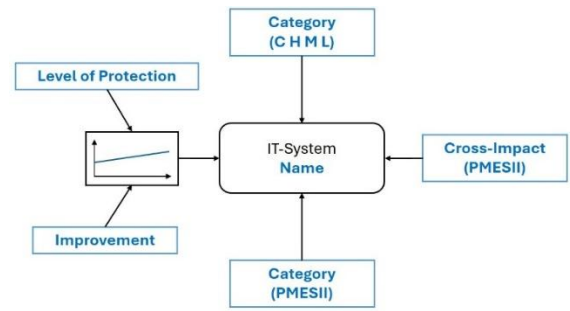 Category
(C H M L)
Level of Protection
IT-System
Name
Cross-Impact
(PMESII)
Improvement
Category
(PMESII)